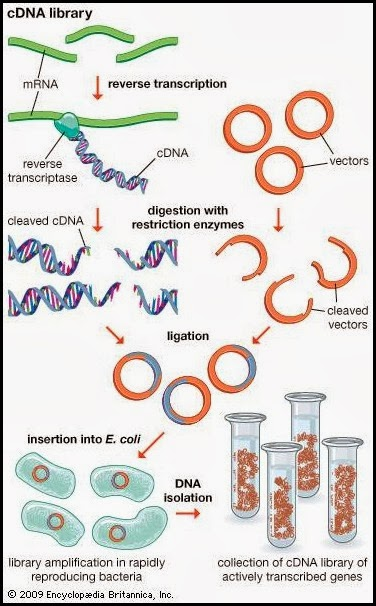 cDNA library
mRNA
reverse transcription
reverse
transcriptase
cDNA
vectors
cleaved cDNA
digestion with
restriction enzymes
cleaved
vectors
ligation
insertion into E. coli
DNA
isolation
library amplification in rapidly
reproducing bacteria
collection of cDNA library of
actively transcribed genes
© 2009 Encyclopædia Britannica, Inc.